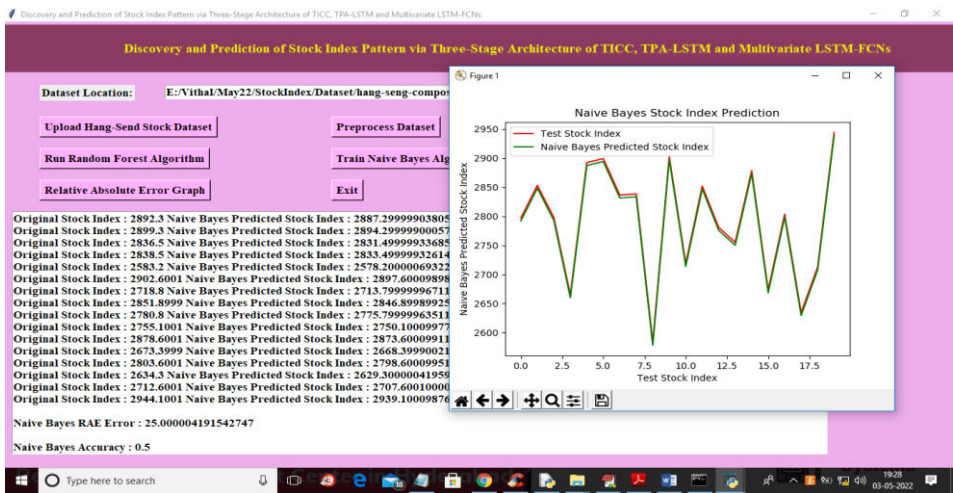 Discovery and Prediction of Stock Index Pattern via Three-Stage Architecture of TICC, TPA-LSTM and Multivariate LSTM-FCNs
Discovery and Prediction of Stock Index Pattern via Three-Stage Architecture of TICC, TPA-LSTM and Multivariate LSTM-FCNs
Dataset Location:
E:/Vithal/May22/StockIndex/Dataset/hang-seng-compos
Upload Hang-Send Stock Dataset
Preprocess Dataset
Run Random Forest Algorithm
Train Naive Bayes Alg
Relative Absolute Error Graph
Exit
Original Stock Index : 2892.3 Naive Bayes Predicted Stock Index : 2887.29999903805
Original Stock Index : 2899.3 Naive Bayes Predicted Stock Index : 2894.29999900057
Original Stock Index : 2836.5 Naive Bayes Predicted Stock Index : 2831.49999933685
Original Stock Index : 2838.5 Naive Bayes Predicted Stock Index : 2833.49999932614
Original Stock Index : 2583.2 Naive Bayes Predicted Stock Index : 2578.20000069322
Original Stock Index : 2902.6001 Naive Bayes Predicted Stock Index : 2897.60009898
Original Stock Index : 2718.8 Naive Bayes Predicted Stock Index : 2713.79999996711
Original Stock Index : 2851.8999 Naive Bayes Predicted Stock Index : 2846.89989925
Original Stock Index : 2780.8 Naive Bayes Predicted Stock Index : 2775.79999963511
Original Stock Index : 2755.1001 Naive Bayes Predicted Stock Index : 2750.10009977
Original Stock Index : 2878.6001 Naive Bayes Predicted Stock Index : 2873.60009911
Original Stock Index : 2673.3999 Naive Bayes Predicted Stock Index : 2668.39990021
Original Stock Index : 2803.6001 Naive Bayes Predicted Stock Index : 2798.60009951
Original Stock Index : 2634.3 Naive Bayes Predicted Stock Index : 2629.30000041959
Original Stock Index : 2712.6001 Naive Bayes Predicted Stock Index : 2707.60010000
Original Stock Index : 2944.1001 Naive Bayes Predicted Stock Index : 2939.10009876
Naive Bayes RAE Error : 25.000004191542747
Naive Bayes Accuracy : 0.5
Figure 1
Naive Bayes Stock Index Prediction
Test Stock Index
Naive Bayes Predicted Stock Index
Naive Bayes Predicted Stock Index
2950
2900
2850
2800
2750
2700
2650
2600
0.0 2.5 5.0 7.5 10.0 12.5 15.0 17.5
Test Stock Index
Type here to search
18
19:28
03-05-2022